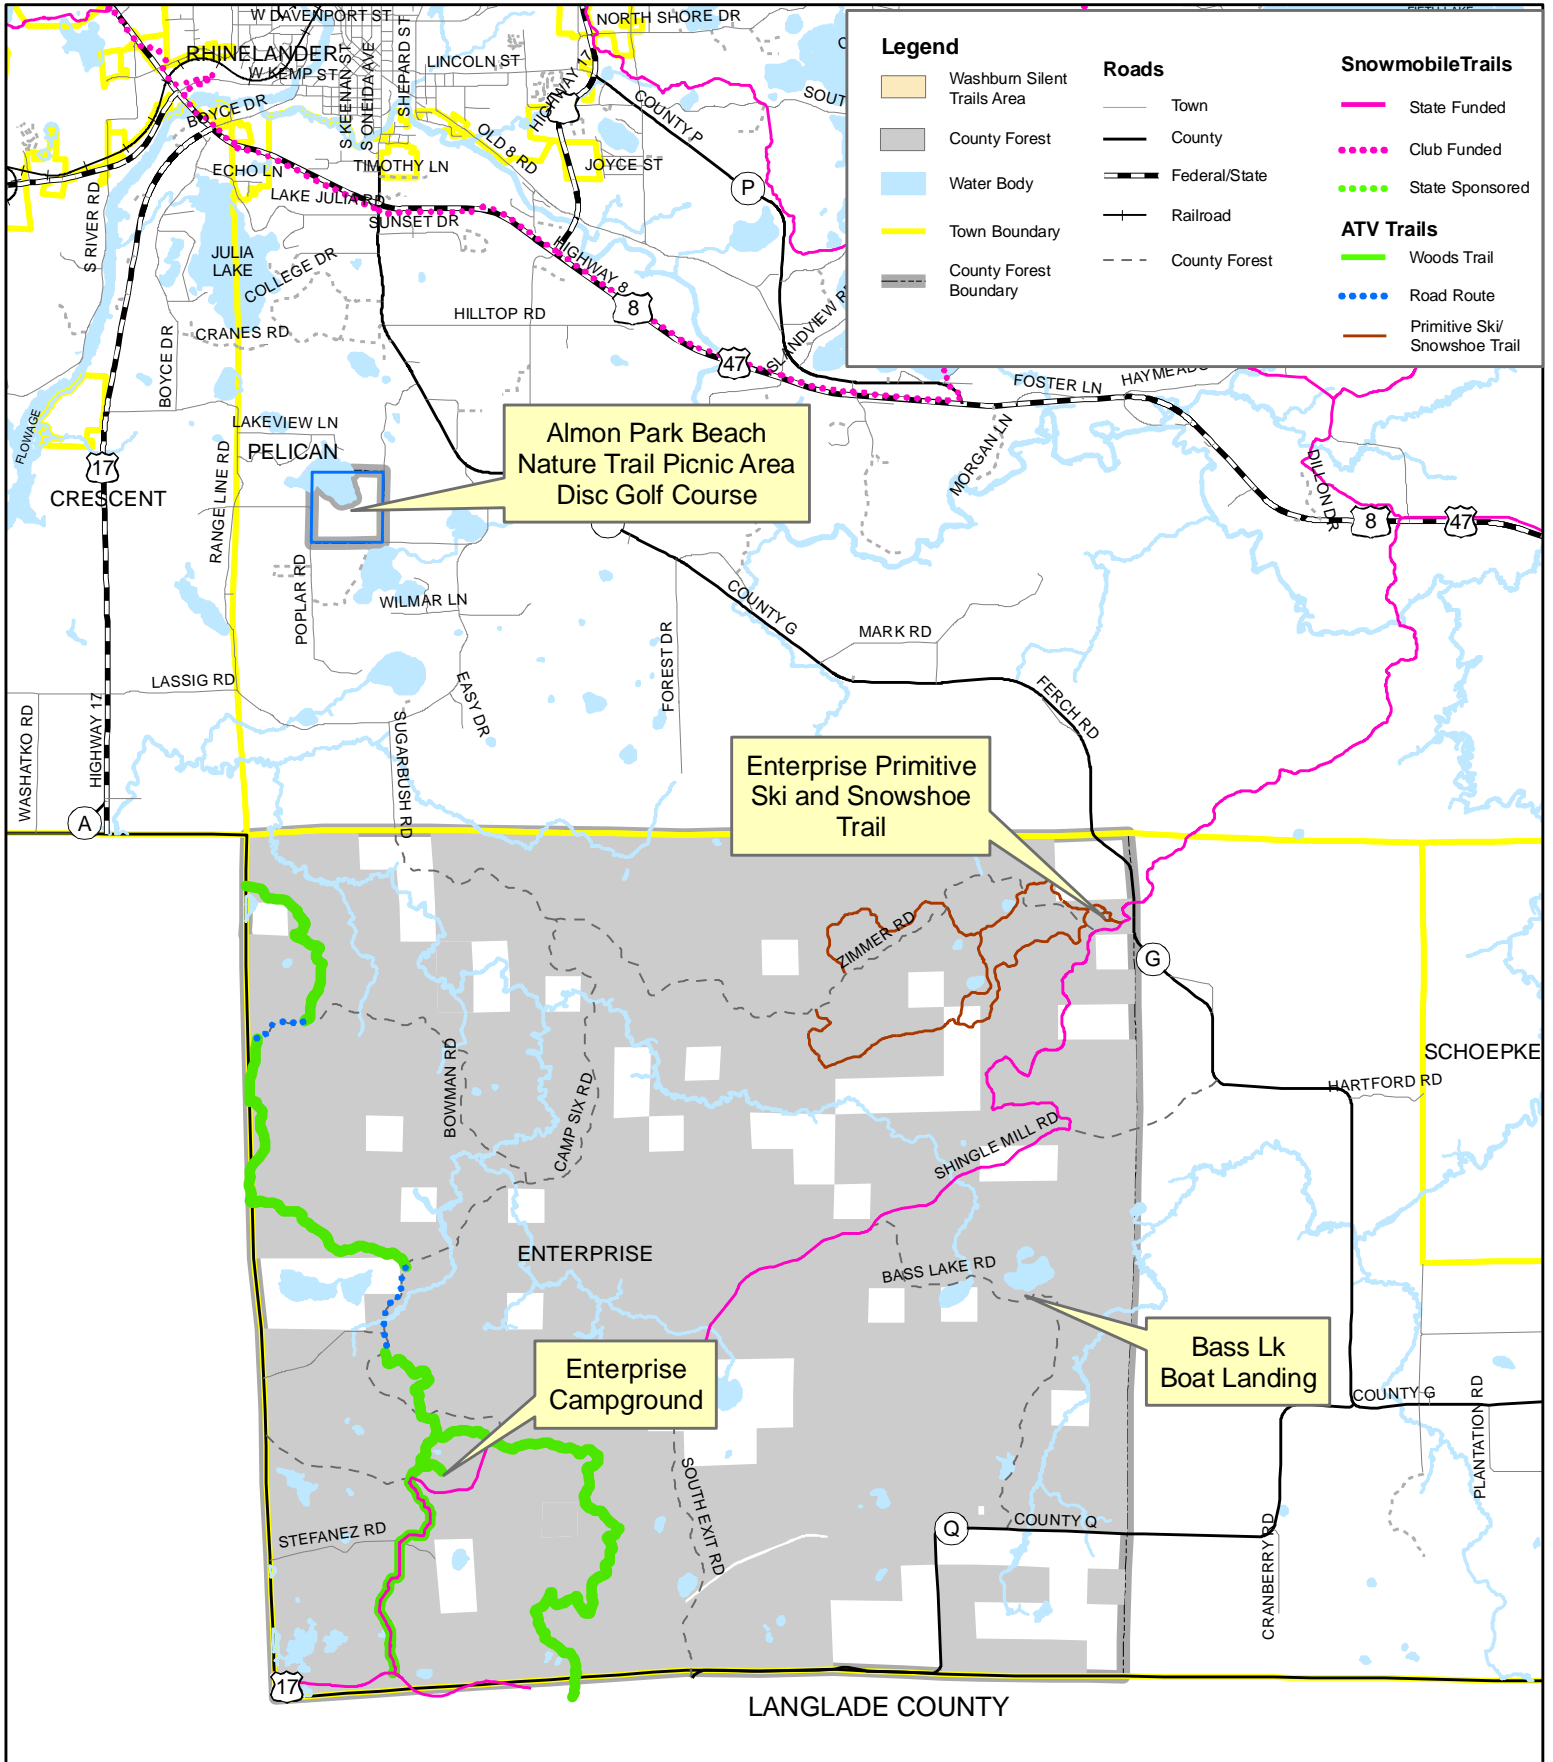 W DAVENPORT ST
RHINELANDER
W KEMP ST
S KEENAN ST
S ONEIDA AVE
SHEPARD ST
LINCOLN ST
NORTH SHORE DR
HIGHWAY 17
BOYCE DR
OLD 8 RD
COUNTY P
ECHO LN
TIMOTHY LN
JOYCE ST
LAKE JULIA RD
SUNSET DR
P
S RIVER RD
JULIA
LAKE
COLLEGE DR
HIGHWAY 8
8
HILLTOP RD
47
CRANES RD
BOYCE DR
FOSTER LN
LAKEVIEW LN
PELICAN
FLOWAGE
17
CRESCENT
RANGE LINE RD
MORGAN LN
DILLON DR
8
47
Legend
Washburn Silent
Trails Area
County Forest
Water Body
Town Boundary
County Forest
Boundary
Roads
Town
County
Federal/State
Railroad
County Forest
SnowmobileTrails
State Funded
Club Funded
State Sponsored
ATV Trails
Woods Trail
Road Route
Primitive Ski/
Snowshoe Trail
Almon Park Beach
Nature Trail Picnic Area
Disc Golf Course
POPLAR RD
WILMAR LN
COUNTY G
MARK RD
FOREST DR
LASSIG RD
EASY DR
FERCH RD
WASHATKO RD
HIGHWAY 17
SUGARBUSH RD
A
Enterprise Primitive
Ski and Snowshoe
Trail
ZIMMER RD
G
BOWMAN RD
CAMP SIX RD
SCHOEPKE
HARTFORD RD
SHINGLE MILL RD
ENTERPRISE
BASS LAKE RD
Bass Lk
Boat Landing
Enterprise
Campground
COUNTY G
PLANTATION RD
SOUTH EXIT RD
STEFANEZ RD
Q
COUNTY Q
CRANBERRY RD
17
LANGLADE COUNTY